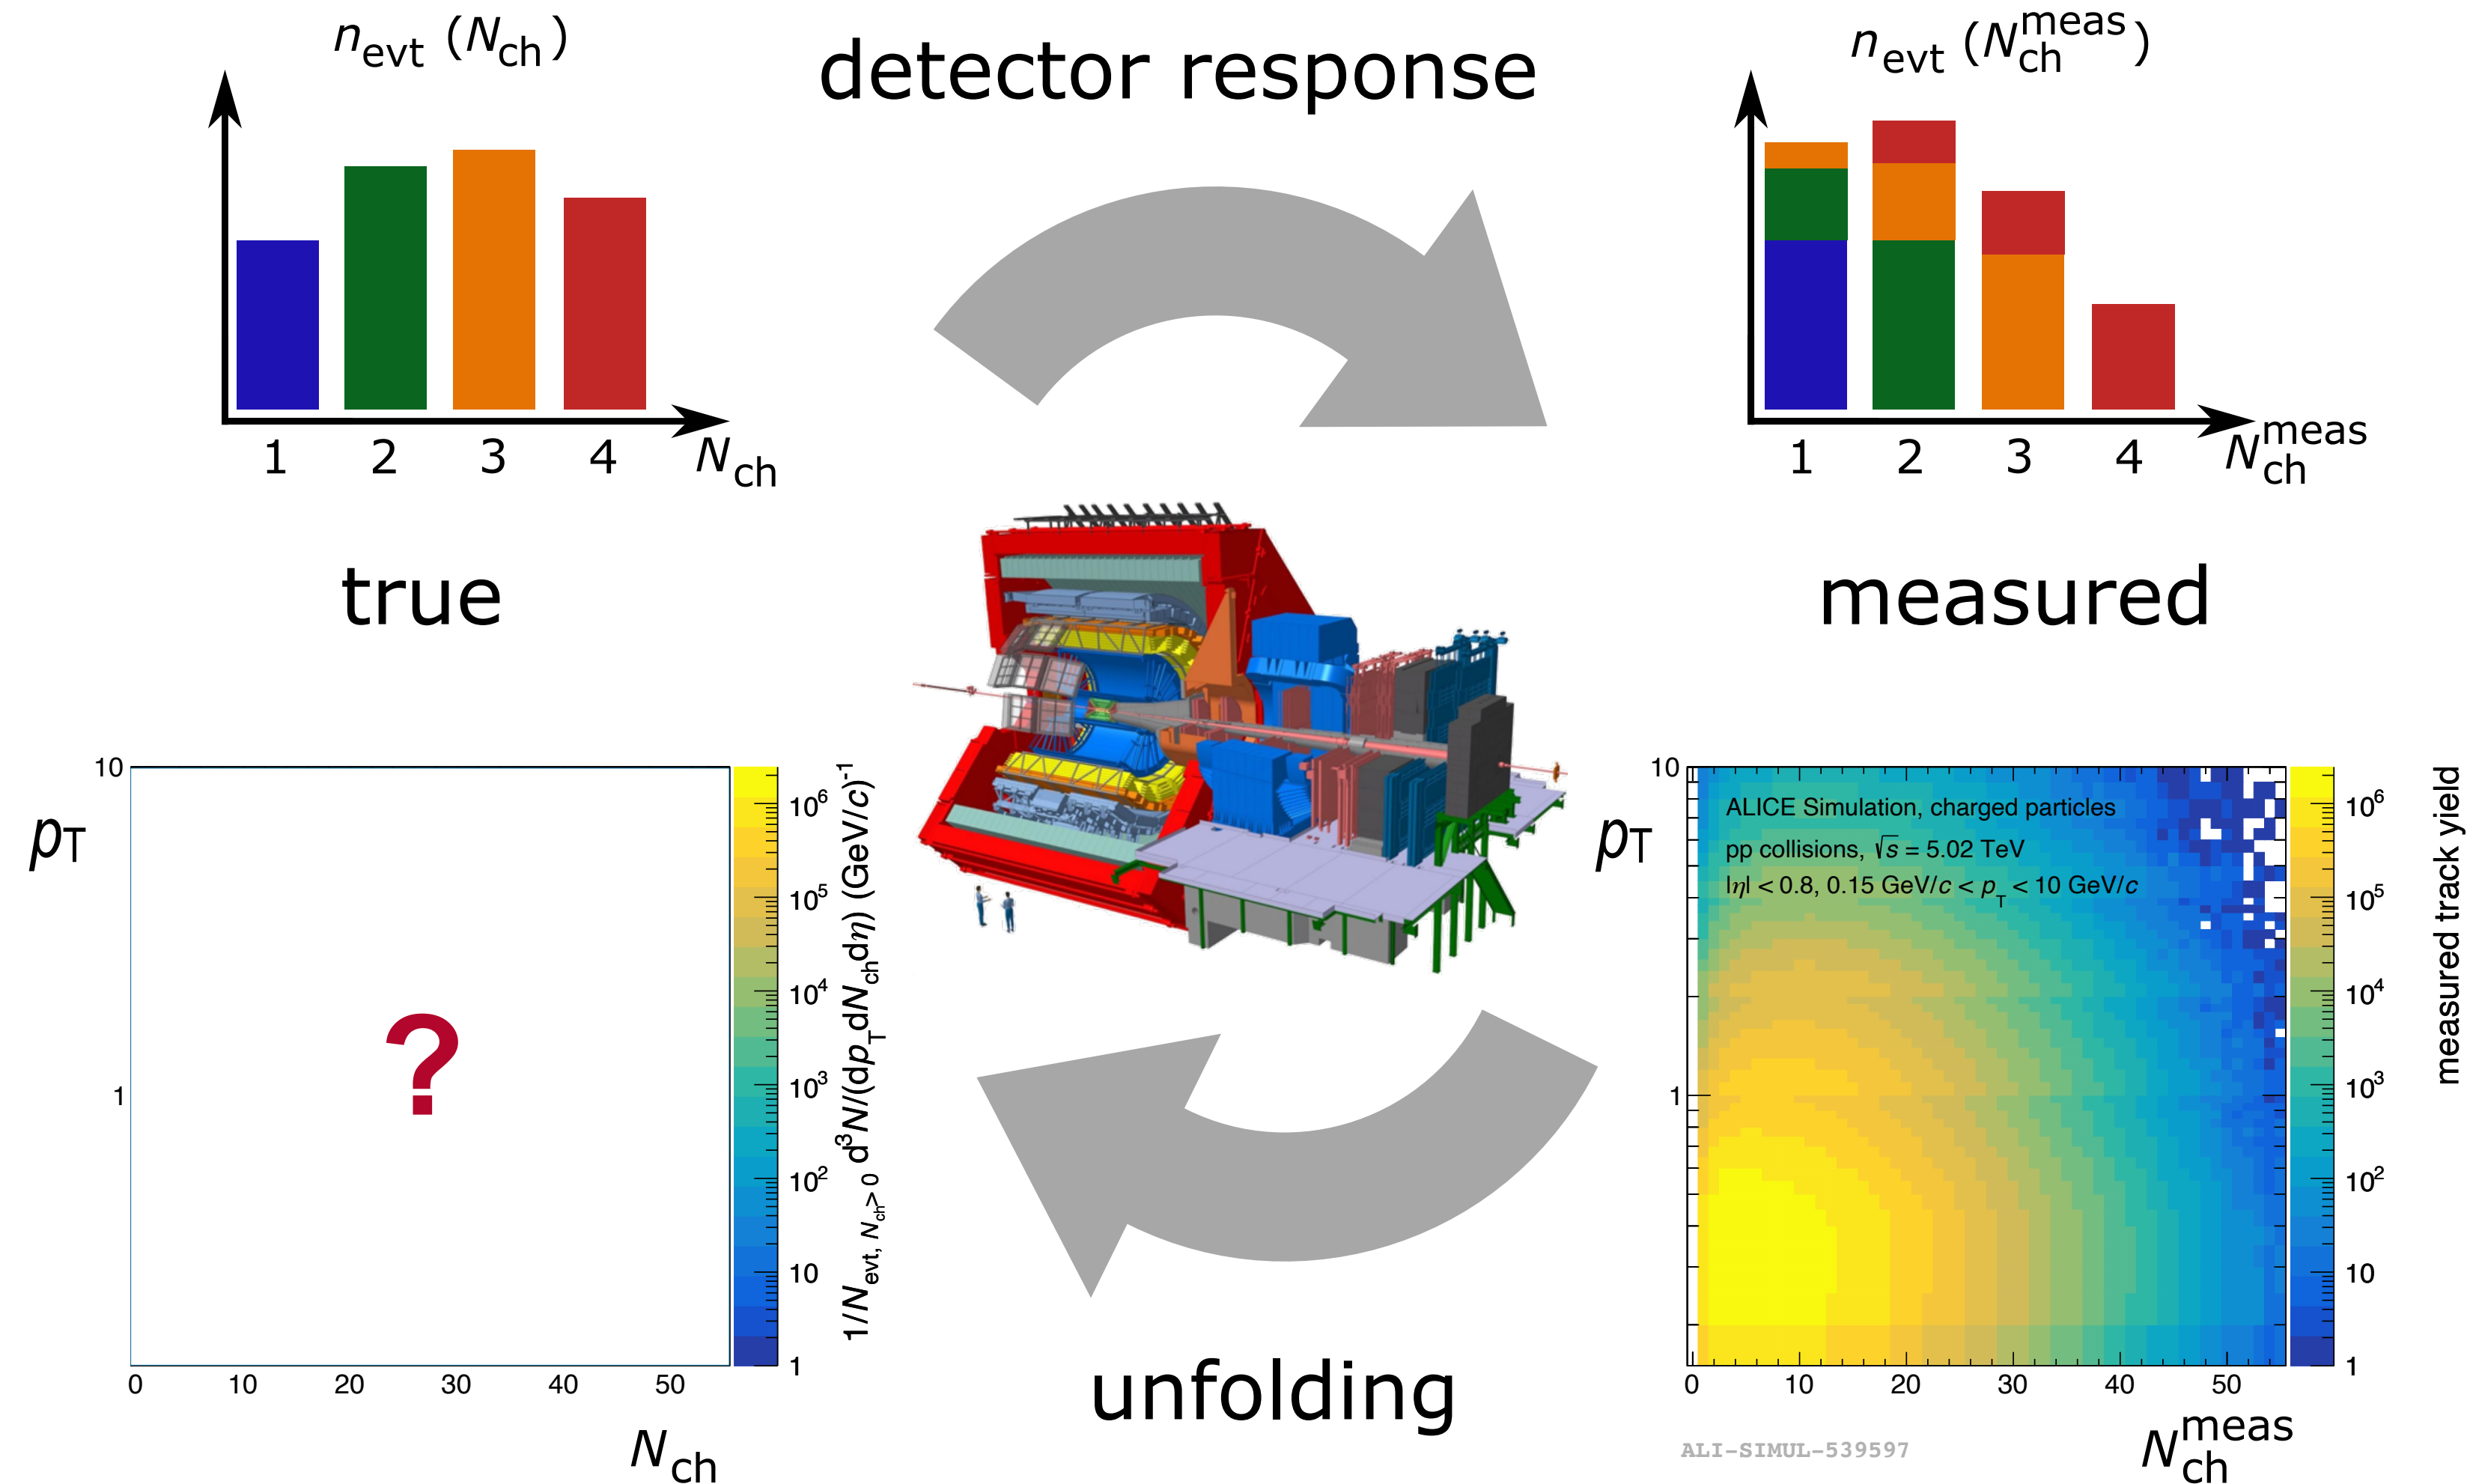 n_evt (N_ch)
detector response
n_evt (N_ch^meas)
1 2 3 4 N_ch
1 2 3 4 N_ch^meas
true
measured
10
p_T
1
?
0 10 20 30 40 50
N_ch
10^6
10^5
10^4
10^3
10^2
10
1
1/N_evt, N_ch > 0 d^3N/(dp_T dN_ch dη) (GeV/c)^-1
unfolding
10
p_T
1
ALICE Simulation, charged particles
pp collisions, √s = 5.02 TeV
|η| < 0.8, 0.15 GeV/c < p_T < 10 GeV/c
0 10 20 30 40 50
N_ch^meas
10^6
10^5
10^4
10^3
10^2
10
1
measured track yield
ALI-SIMUL-539597